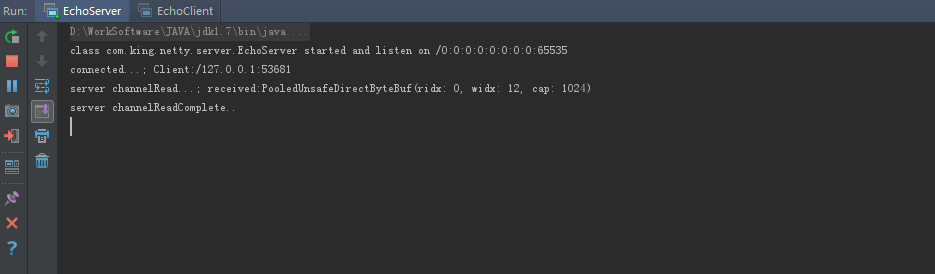 Run: EchoServer EchoClient
D:\WorkSoftware\JAVA\jdk1.7\bin\java ...
class com.king.netty.server.EchoServer started and listen on /0:0:0:0:0:0:0:0:65535
connected...; Client:/127.0.0.1:53681
server channelRead...; received:PooledUnsafeDirectByteBuf(ridx: 0, widx: 12, cap: 1024)
server channelReadComplete..